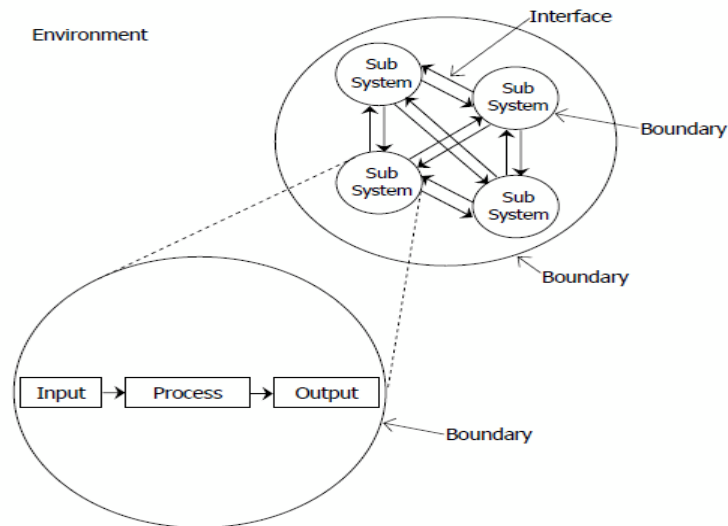 Environment
Interface
Sub
System
Sub
System
Boundary
Sub
System
Sub
System
Boundary
Input
Process
Output
Boundary